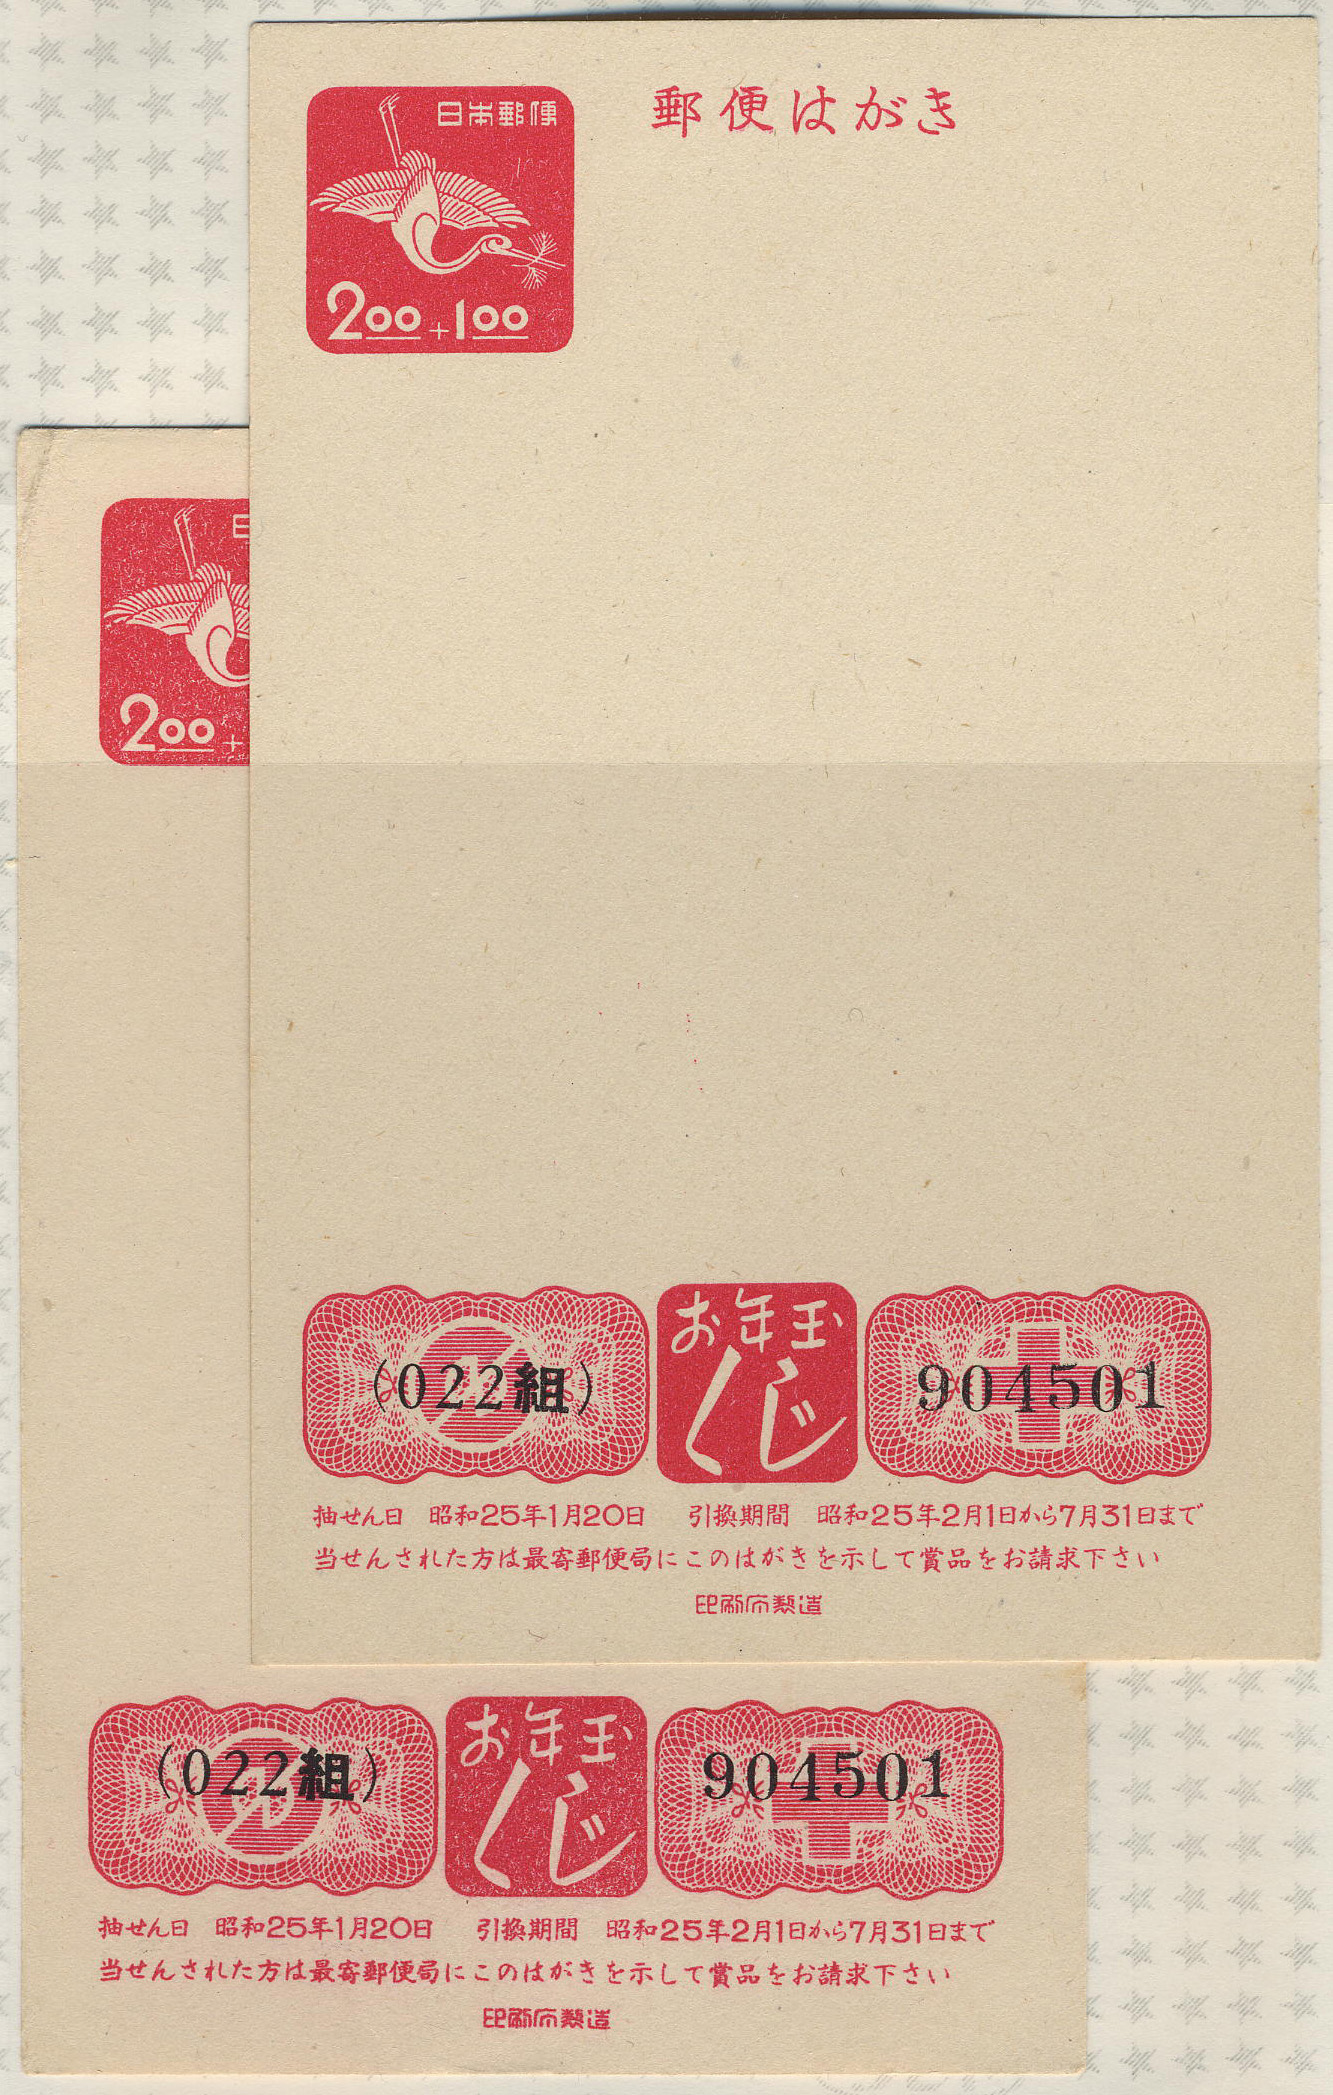 日本郵便
郵便はがき
2.00+1.00
(022組)
お年玉
くじ
904501
抽せん日 昭和25年1月20日 引換期間 昭和25年2月1日から7月31日まで
当せんされた方は最寄郵便局にこのはがきを示して賞品をお請求下さい
印刷庁製造
日
2.00+
(022組)
お年玉
くじ
904501
抽せん日 昭和25年1月20日 引換期間 昭和25年2月1日から7月31日まで
当せんされた方は最寄郵便局にこのはがきを示して賞品をお請求下さい
印刷庁製造